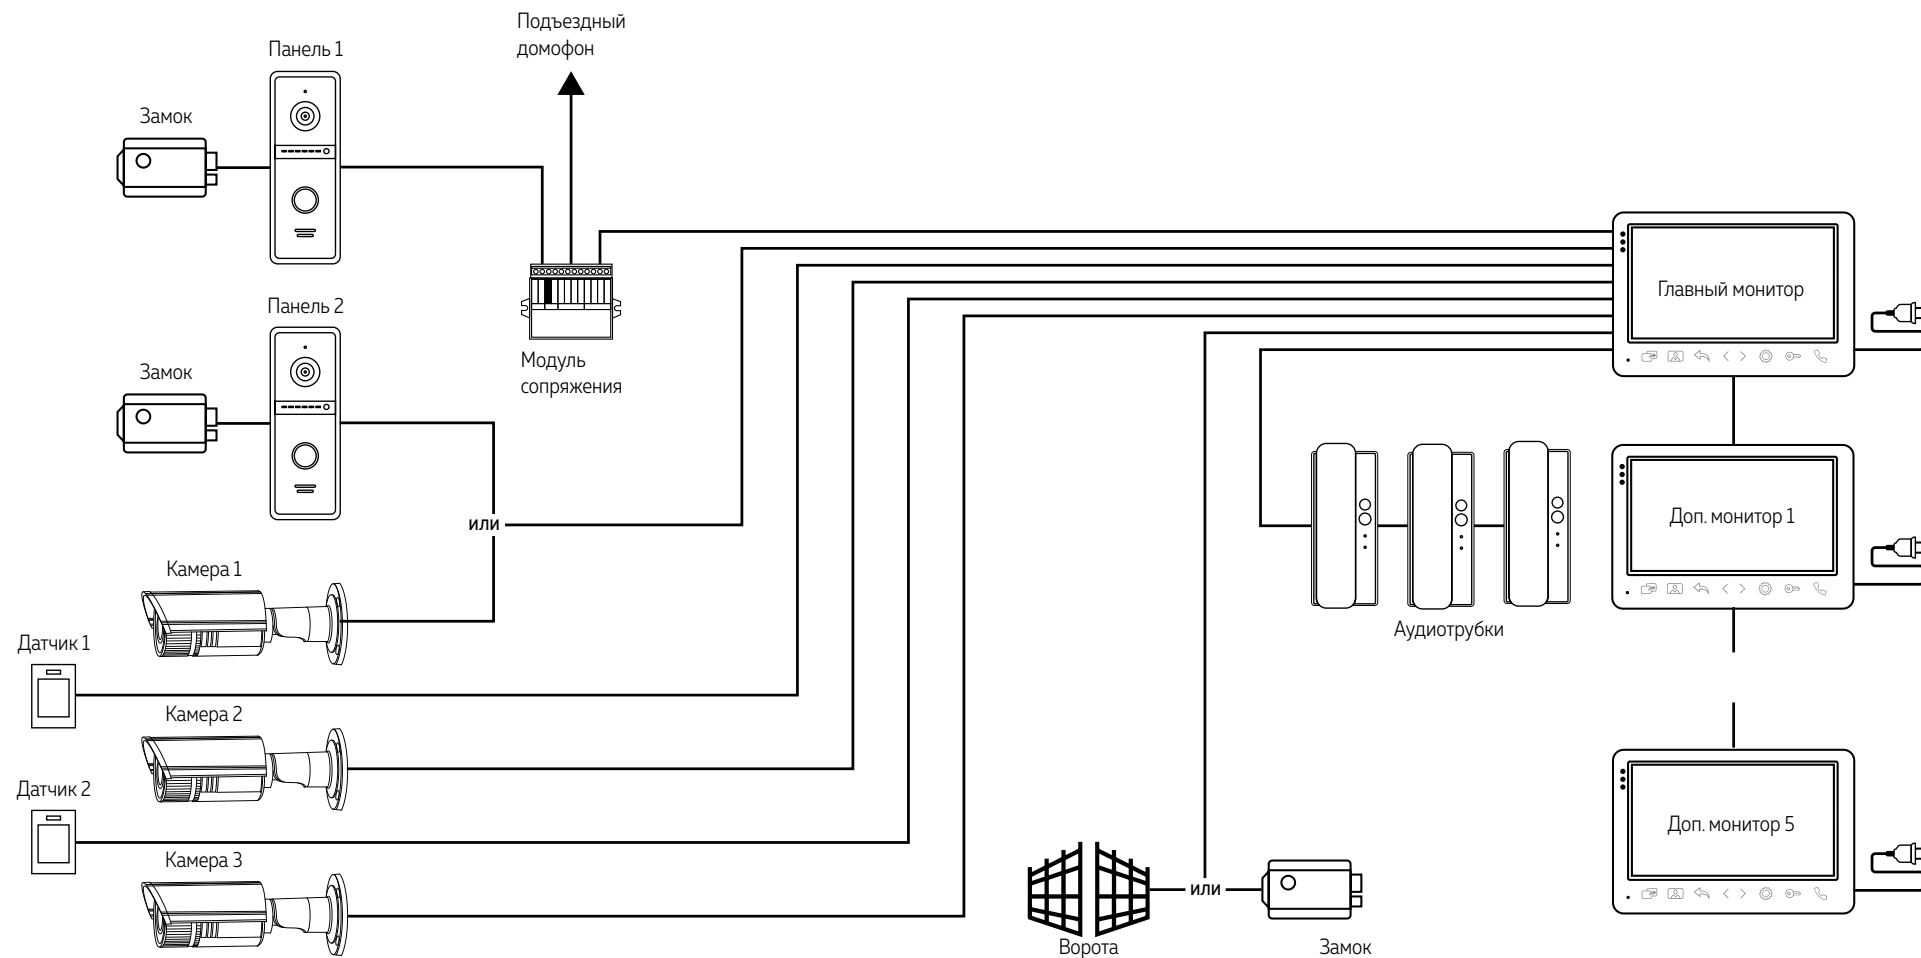 Подъездный
домофон
Панель 1
Замок
Панель 2
Замок
Модуль
сопряжения
Главный монитор
или
Доп. монитор 1
Камера 1
Аудиотрубки
Датчик 1
Камера 2
Датчик 2
Доп. монитор 5
Камера 3
или
Ворота
Замок